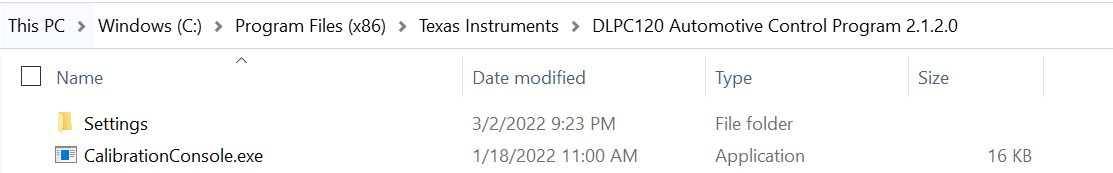 This PC > Windows (C:) > Program Files (x86) > Texas Instruments > DLPC120 Automotive Control Program 2.1.2.0
Name Date modified Type Size
Settings 3/2/2022 9:23 PM File folder
CalibrationConsole.exe 1/18/2022 11:00 AM Application 16 KB